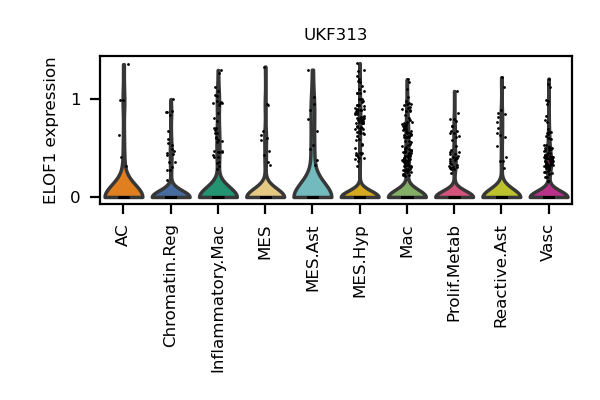 UKF313
ELOF1 expression
1
0
AC
Chromatin.Reg
Inflammatory.Mac
MES
MES.Ast
MES.Hyp
Mac
Prolif.Metab
Reactive.Ast
Vasc